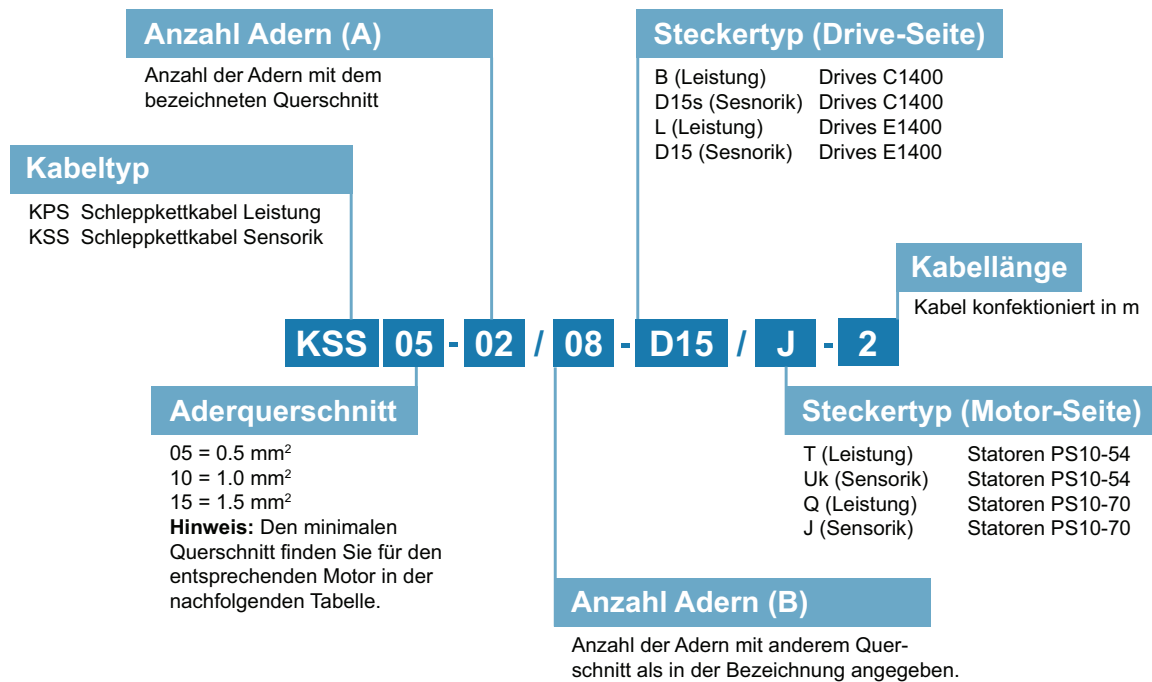 Anzahl Adern (A)
Anzahl der Adern mit dem
bezeichneten Querschnitt
Steckertyp (Drive-Seite)
B (Leistung) Drives C1400
D15s (Sesnorik) Drives C1400
L (Leistung) Drives E1400
D15 (Sesnorik) Drives E1400
Kabeltyp
KPS Schleppkettkabel Leistung
KSS Schleppkettkabel Sensorik
Kabellänge
Kabel konfektioniert in m
KSS 05 - 02 / 08 - D15 / J - 2
Aderquerschnitt
05 = 0.5 mm²
10 = 1.0 mm²
15 = 1.5 mm²
Hinweis: Den minimalen
Querschnitt finden Sie für den
entsprechenden Motor in der
nachfolgenden Tabelle.
Steckertyp (Motor-Seite)
T (Leistung) Statoren PS10-54
Uk (Sensorik) Statoren PS10-54
Q (Leistung) Statoren PS10-70
J (Sensorik) Statoren PS10-70
Anzahl Adern (B)
Anzahl der Adern mit anderem Quer-
schnitt als in der Bezeichnung angegeben.